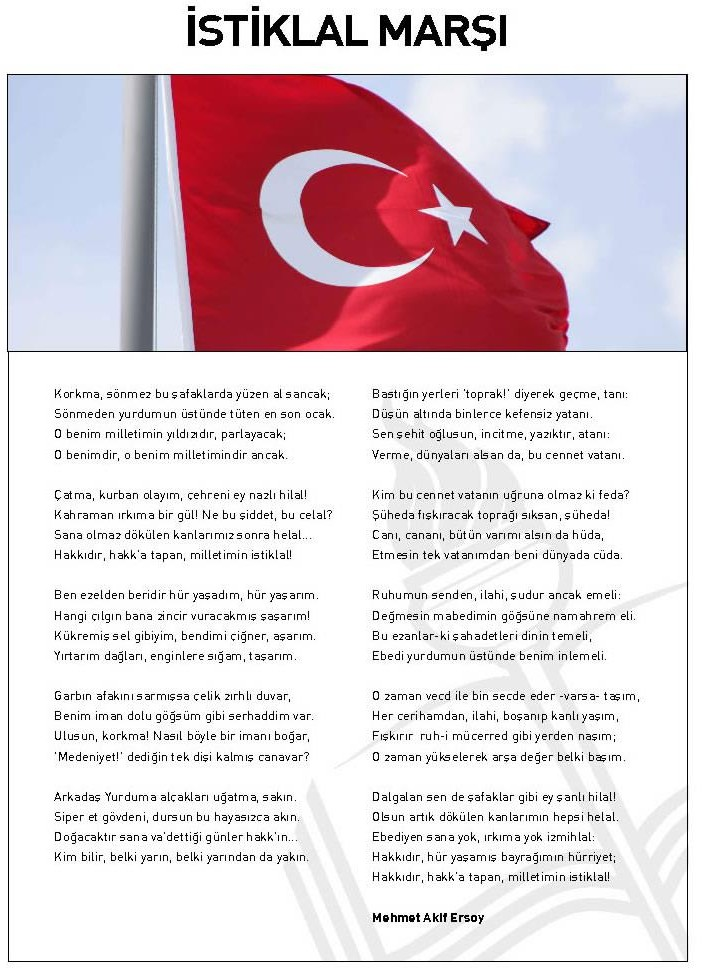 İSTİKLAL MARŞI
Korkma, sönmez bu şafaklarda yüzen al sancak;
Sönmeden yurdumun üstünde tüten en son ocak.
O benim milletimin yıldızıdır, parlayacak;
O benimdir, o benim milletimindir ancak.
Çatma, kurban olayım, çehreni ey nazlı hilal!
Kahraman ırkıma bir gül! Ne bu şiddet, bu celal?
Sana olmaz dökülen kanlarımız sonra helal...
Hakkıdır, hakk'a tapan, milletimin istiklal!
Ben ezelden beridir hür yaşadım, hür yaşarım.
Hangi çılgın bana zincir vuracakmış şaşarım!
Kükremiş sel gibiyim, bendimi çiğner, aşarım.
Yırtarım dağları, enginlere sığam, taşarım.
Garbın afakını sarmışsa çelik zırhlı duvar,
Benim iman dolu göğsüm gibi serhaddim var.
Ulusun, korkma! Nasıl böyle bir imanı boğar,
'Medeniyet!' dediğin tek dişi kalmış canavar?
Arkadaş Yurduma alçakları uğatma, sakın.
Siper et gövdeni, dursun bu hayasızca akın.
Doğacaktır sana va'dettiği günler hakk'ın...
Kim bilir, belki yarın, belki yarından da yakın.
Bastığın yerleri 'toprak!' diyerek geçme, tanı:
Düşün altında binlerce kefensiz yatanı.
Sen şehit oğlusun, incitme, yazıktır, atanı:
Verme, dünyaları alsan da, bu cennet vatanı.
Kim bu cennet vatanın uğruna olmaz ki feda?
Şüheda fışkıracak toprağı sıksan, şüheda!
Canı, cananı, bütün varımı alsın da hüda,
Etmesin tek vatanımdan beni dünyada cüda.
Ruhumun senden, ilahi, şudur ancak emeli:
Değmesin mabedimin göğsüne namahrem eli.
Bu ezanlar-ki şahadetleri dinin temeli,
Ebedi yurdumun üstünde benim inlemeli.
O zaman vecd ile bin secde eder -varsa- taşım,
Her cerihamdan, ilahi, boşanıp kanlı yaşım,
Fışkırır ruh-i mücerred gibi yerden naşım;
O zaman yükselerek arşa değer belki başım.
Dalgalan sen de şafaklar gibi ey şanlı hilal!
Olsun artık dökülen kanlarımın hepsi helal.
Ebediyen sana yok, ırkıma yok izmihlal:
Hakkıdır, hür yaşamış bayrağımın hürriyet;
Hakkıdır, hakk'a tapan, milletimin istiklal!
Mehmet Akif Ersoy